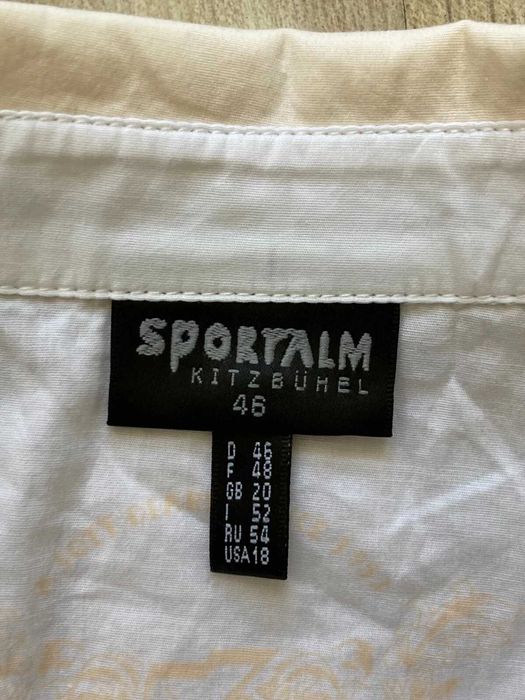 SPORTALM
KITZBÜHEL
46
D 46
F 48
GB 20
I 52
RU 54
USA 18